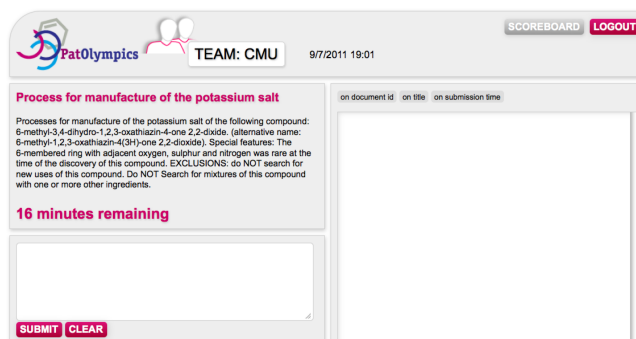 PatOlympics
TEAM: CMU
9/7/2011 19:01
SCOREBOARD
LOGOUT
Process for manufacture of the potassium salt
Processes for manufacture of the potassium salt of the following compound:
6-methyl-3,4-dihydro-1,2,3-oxathiazin-4-one 2,2-dixide. (alternative name:
6-methyl-1,2,3-oxathiazin-4(3H)-one 2,2-dioxide). Special features: The
6-membered ring with adjacent oxygen, sulphur and nitrogen was rare at the
time of the discovery of this compound. EXCLUSIONS: do NOT search for
new uses of this compound. Do NOT Search for mixtures of this compound
with one or more other ingredients.
16 minutes remaining
SUBMIT CLEAR
on document id on title on submission time